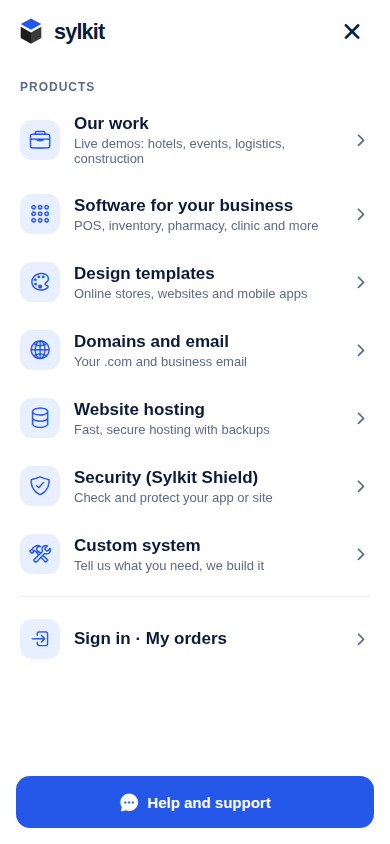 sylkit
PRODUCTS
Our work
Live demos: hotels, events, logistics,
construction
Software for your business
POS, inventory, pharmacy, clinic and more
Design templates
Online stores, websites and mobile apps
Domains and email
Your .com and business email
Website hosting
Fast, secure hosting with backups
Security (Sylkit Shield)
Check and protect your app or site
Custom system
Tell us what you need, we build it
Sign in · My orders
Help and support